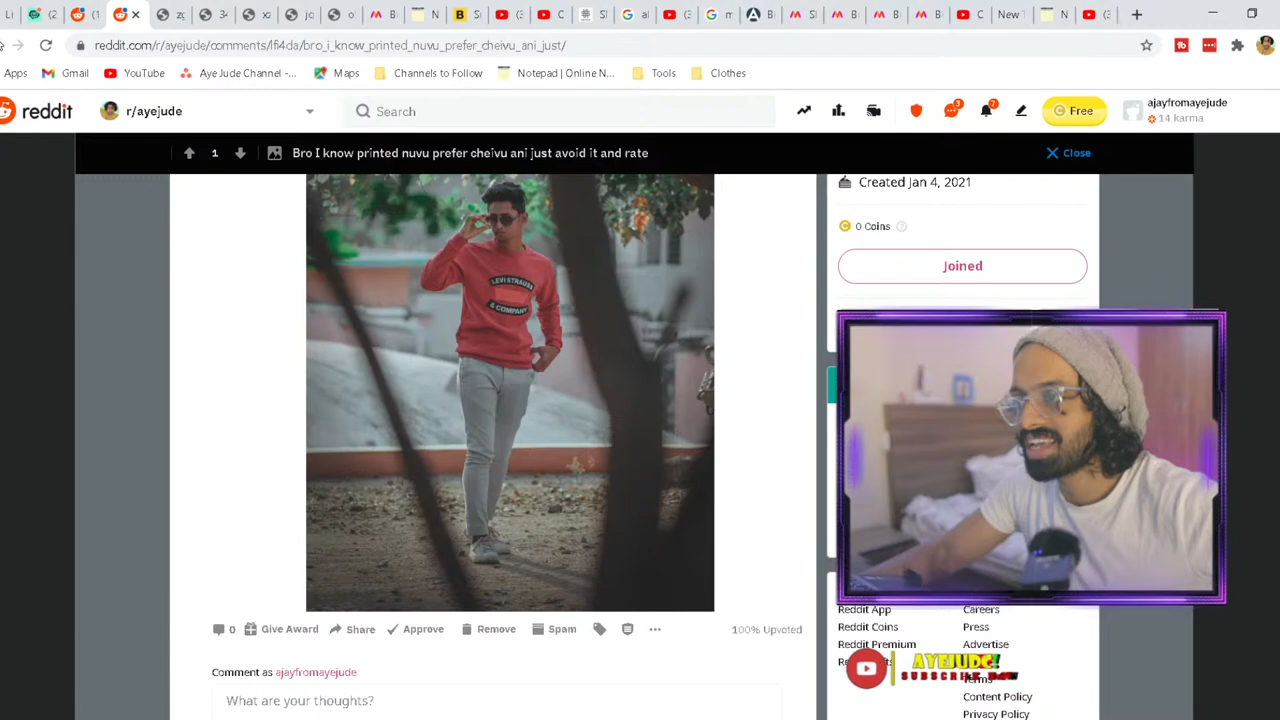 reddit.com/r/ayejude/comments/lfi4da/bro_i_know_printed_nuvu_prefer_cheivu_ani_just/
Apps
Gmail
YouTube
Aye Jude Channel -...
Maps
Channels to Follow
Notepad | Online N...
Tools
Clothes
reddit
r/ayejude
Search
3
7
Free
ajayfromayejude
14 karma
1
Bro I know printed nuvu prefer cheivu ani just avoid it and rate
Close
Created Jan 4, 2021
0 Coins
Joined
LEVI STRAUSS
& COMPANY
Reddit App
Careers
Reddit Coins
Press
Reddit Premium
Advertise
Terms
Content Policy
Privacy Policy
AYEJUDE!
SUBSCRIBE NOW
0
Give Award
Share
Approve
Remove
Spam
100% Upvoted
Comment as ajayfromayejude
What are your thoughts?